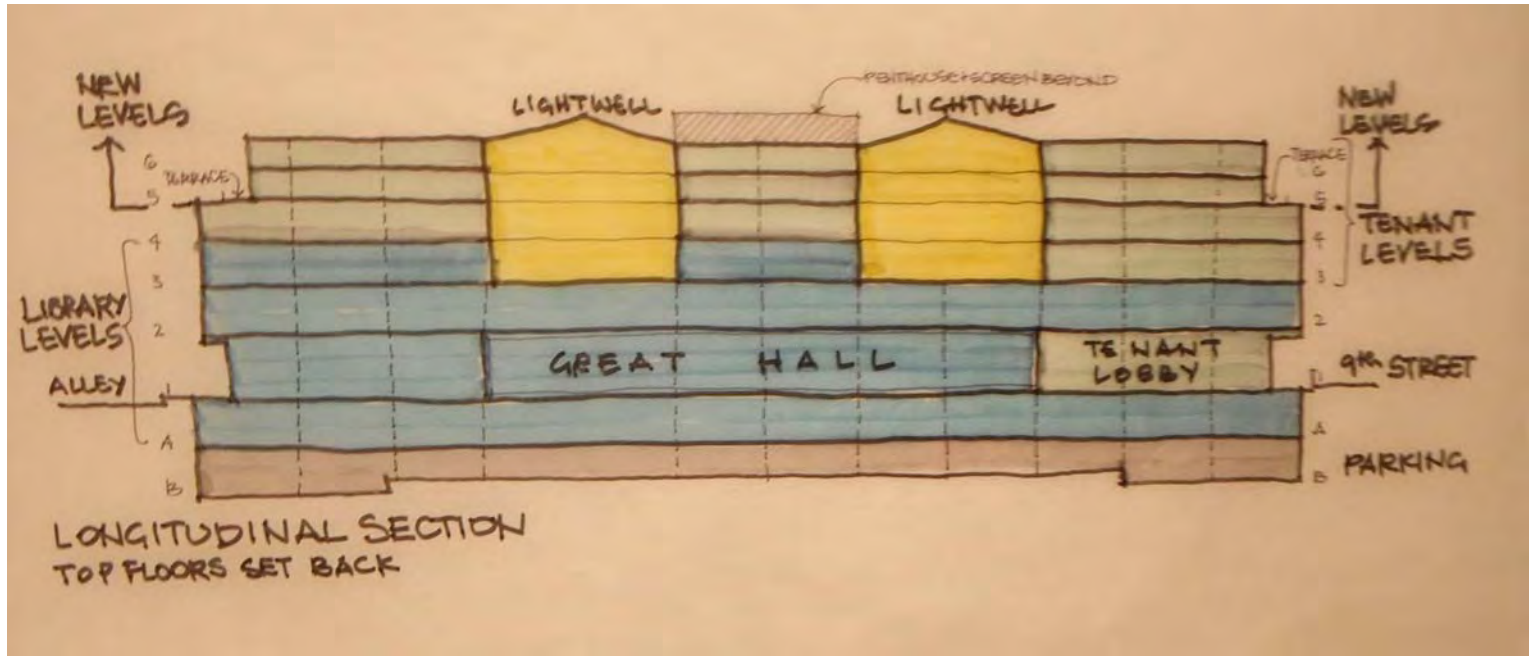 NEW
LEVELS
LIGHTWELL
PENTHOUSE + SCREEN BEYOND
LIGHTWELL
NEW
LEVELS
6
TERRACE
5
4
3
2
1
A
B
LIBRARY
LEVELS
ALLEY
GREAT HALL
TENANT
LOBBY
TERRACE
6
5
4
3
2
1
A
B
TENANT
LEVELS
9th STREET
PARKING
LONGITUDINAL SECTION
TOP FLOORS SET BACK